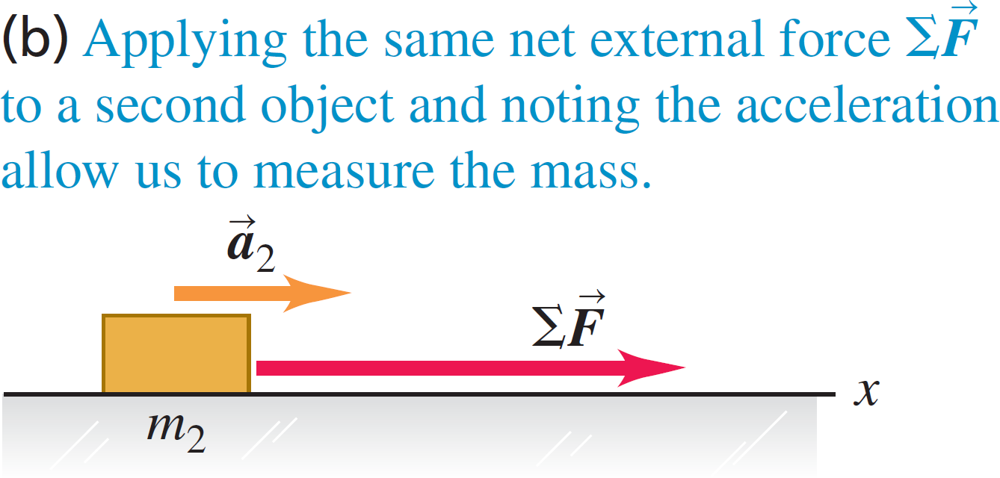 (b) Applying the same net external force ΣF⃗
to a second object and noting the acceleration
allow us to measure the mass.
a⃗₂
ΣF⃗
x
m₂